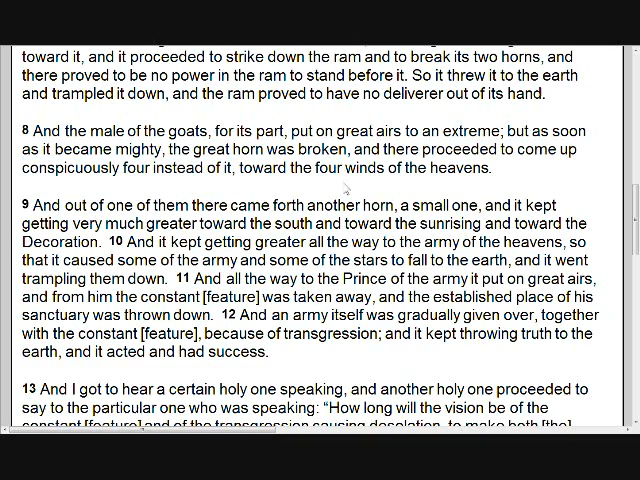 toward it, and it proceeded to strike down the ram and to break its two horns, and
there proved to be no power in the ram to stand before it. So it threw it to the earth
and trampled it down, and the ram proved to have no deliverer out of its hand.
8 And the male of the goats, for its part, put on great airs to an extreme; but as soon
as it became mighty, the great horn was broken, and there proceeded to come up
conspicuously four instead of it, toward the four winds of the heavens.
9 And out of one of them there came forth another horn, a small one, and it kept
getting very much greater toward the south and toward the sunrising and toward the
Decoration. 10 And it kept getting greater all the way to the army of the heavens, so
that it caused some of the army and some of the stars to fall to the earth, and it went
trampling them down. 11 And all the way to the Prince of the army it put on great airs,
and from him the constant [feature] was taken away, and the established place of his
sanctuary was thrown down. 12 And an army itself was gradually given over, together
with the constant [feature], because of transgression; and it kept throwing truth to the
earth, and it acted and had success.
13 And I got to hear a certain holy one speaking, and another holy one proceeded to
say to the particular one who was speaking: “How long will the vision be of the
constant [feature] and of the transgression causing desolation, to make both [the]